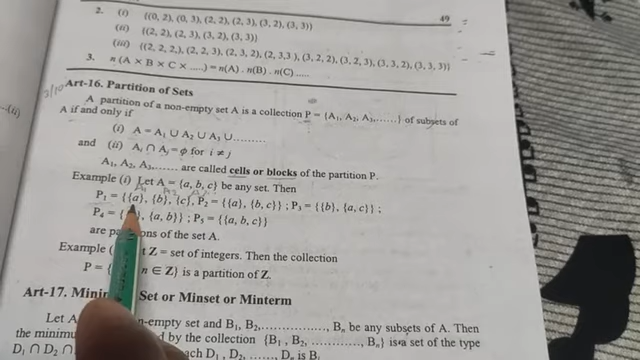 49
2. (i) {(0, 2), (0, 3), (2, 2), (2, 3), (3, 2), (3, 3)}
(ii) {(2, 2), (2, 3), (3, 2), (3, 3)}
(iii) {(2, 2, 2,), (2, 2, 3), (2, 3, 2), (2, 3,3 ), (3, 2, 2), (3, 2, 3), (3, 3, 2), (3, 3, 3)}
3. n (A × B × C × .....) = n(A) . n(B) . n(C) ......
Art-16. Partition of Sets
A partition of a non-empty set A is a collection P = {A₁, A₂, A₃,......} of subsets of
A if and only if
(i) A = A₁ ∪ A₂ ∪ A₃ ∪ .........
and (ii) Aᵢ ∩ Aⱼ = ϕ for i ≠ j
A₁, A₂, A₃,...... are called cells or blocks of the partition P.
Example (i) Let A = {a, b, c} be any set. Then
P₁ = {{a}, {b}, {c}, P₂ = {{a}, {b, c}} ; P₃ = {{b}, {a, c}} ;
P₄ = {{ }, {a, b}} ; P₅ = {{a, b, c}}
are pa ons of the set A.
Example ( t Z = set of integers. Then the collection
P = { n ∈ Z} is a partition of Z.
Art-17. Minim Set or Minset or Minterm
Let A n-empty set and B₁, B₂,..............., Bₙ be any subsets of A. Then
the minimu d by the collection {B₁ , B₂, ............., Bₙ} is a set of the type
D₁ ∩ D₂ ∩ ach D₁ , D₂, ......., Dₙ is B